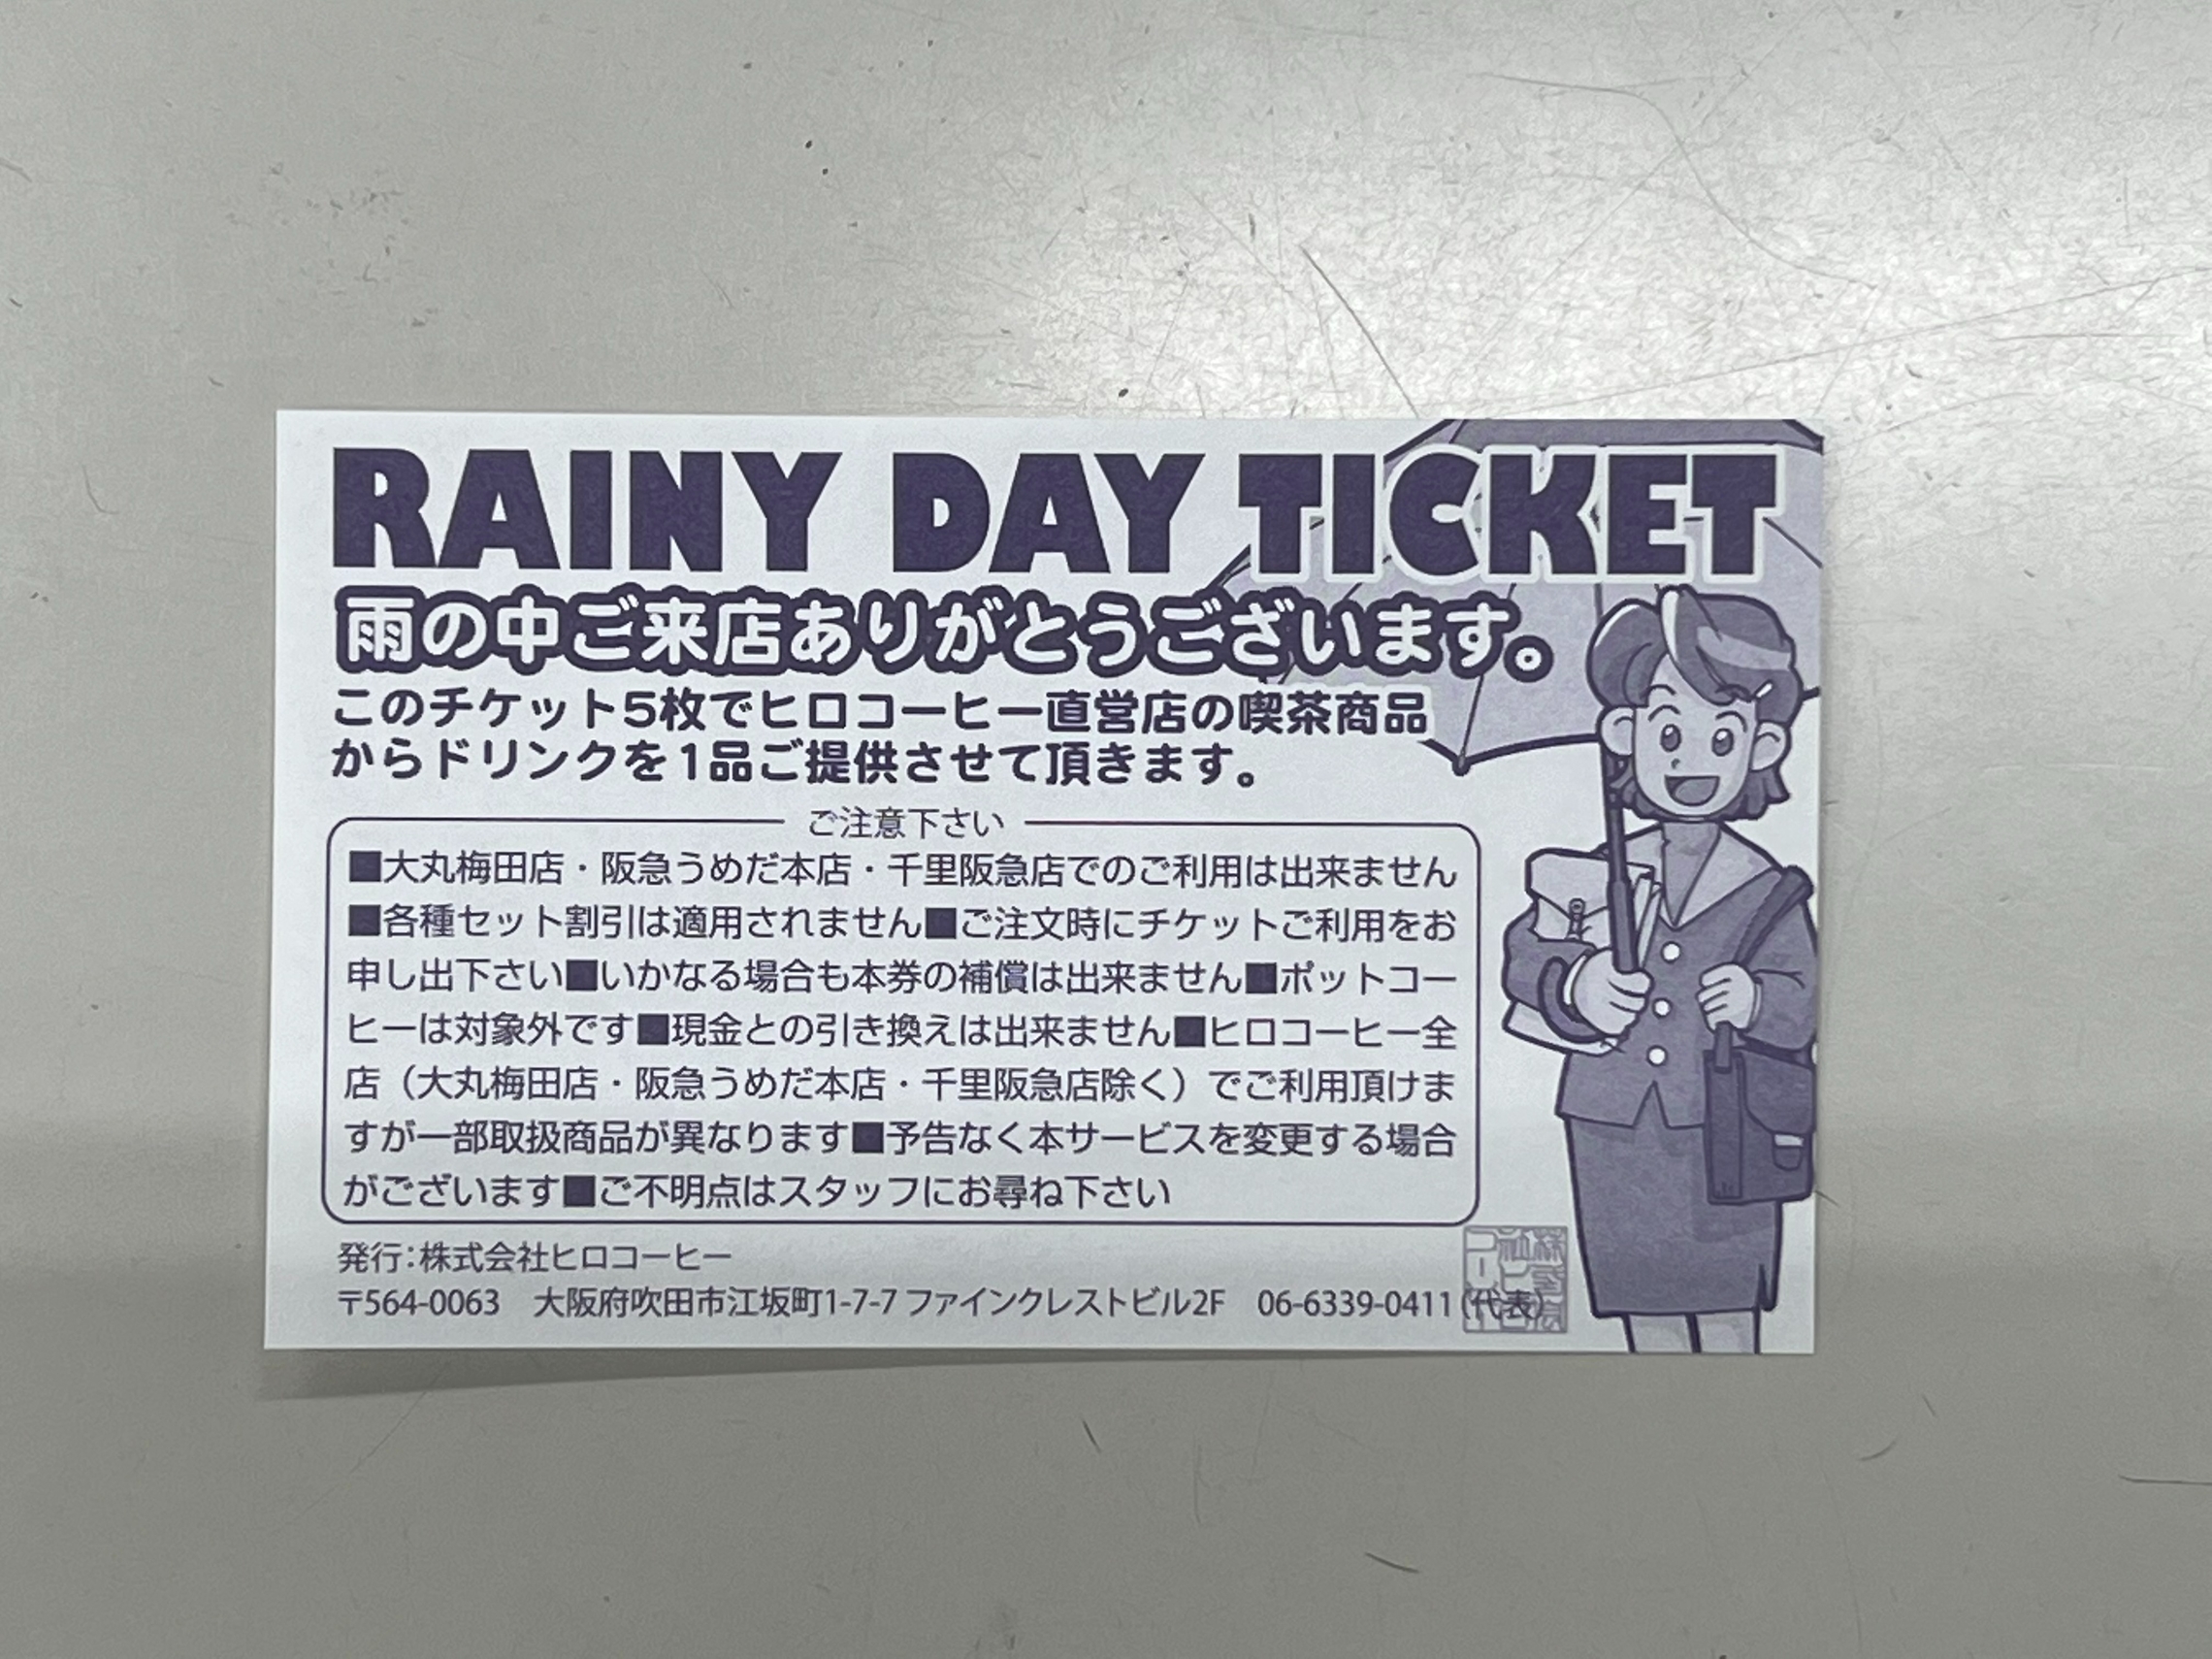 RAINY DAY TICKET
雨の中ご来店ありがとうございます。
このチケット5枚でヒロコーヒー直営店の喫茶商品
からドリンクを1品ご提供させて頂きます。
ご注意下さい
■大丸梅田店・阪急うめだ本店・千里阪急店でのご利用は出来ません
■各種セット割引は適用されません■ご注文時にチケットご利用をお
申し出下さい■いかなる場合も本券の補償は出来ません■ポットコー
ヒーは対象外です■現金との引き換えは出来ません■ヒロコーヒー全
店（大丸梅田店・阪急うめだ本店・千里阪急店除く）でご利用頂けま
すが一部取扱商品が異なります■予告なく本サービスを変更する場合
がございます■ご不明点はスタッフにお尋ね下さい
発行：株式会社ヒロコーヒー
〒564-0063　大阪府吹田市江坂町1-7-7 ファインクレストビル2F　06-6339-0411（代表）